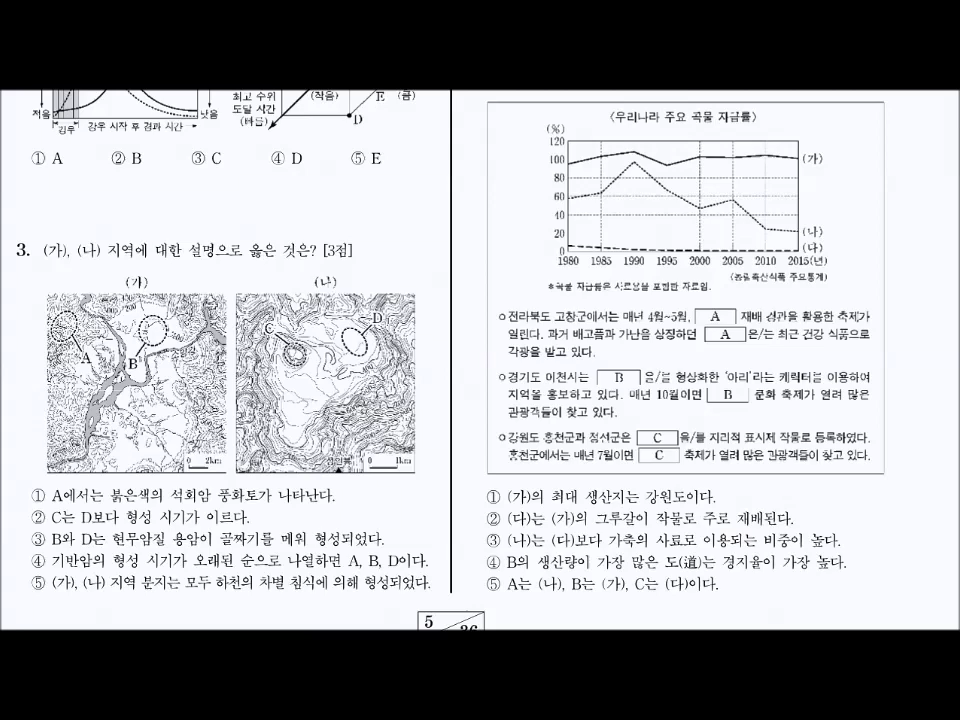 최고 수위
도달 시간
(빠름)
(작음)
E
(큼)
D
적음
낮음
강우
강우 시작 후 경과 시간
① A ② B ③ C ④ D ⑤ E
3. (가), (나) 지역에 대한 설명으로 옳은 것은? [3점]
(가)
(나)
A
B
C
D
0 2km
0 1km
① A에서는 붉은색의 석회암 풍화토가 나타난다.
② C는 D보다 형성 시기가 이르다.
③ B와 D는 현무암질 용암이 골짜기를 메워 형성되었다.
④ 기반암의 형성 시기가 오래된 순으로 나열하면 A, B, D이다.
⑤ (가), (나) 지역 분지는 모두 하천의 차별 침식에 의해 형성되었다.
5
36
〈우리나라 주요 곡물 자급률〉
(%)
120
100
80
60
40
20
0
(가)
(나)
(다)
1980 1985 1990 1995 2000 2005 2010 2015(년)
(농림축산식품 주요통계)
*곡물 자급률은 사료용을 포함한 자료임.
○전라북도 고창군에서는 매년 4월~5월, A 재배 경관을 활용한 축제가
열린다. 과거 배고픔과 가난을 상징하던 A 은/는 최근 건강 식품으로
각광을 받고 있다.
○경기도 이천시는 B 을/를 형상화한 '아리'라는 캐릭터를 이용하여
지역을 홍보하고 있다. 매년 10월이면 B 문화 축제가 열려 많은
관광객들이 찾고 있다.
○강원도 홍천군과 정선군은 C 을/를 지리적 표시제 작물로 등록하였다.
홍천군에서는 매년 7월이면 C 축제가 열려 많은 관광객들이 찾고 있다.
① (가)의 최대 생산지는 강원도이다.
② (다)는 (가)의 그루갈이 작물로 주로 재배된다.
③ (나)는 (다)보다 가축의 사료로 이용되는 비중이 높다.
④ B의 생산량이 가장 많은 도(道)는 경지율이 가장 높다.
⑤ A는 (나), B는 (가), C는 (다)이다.